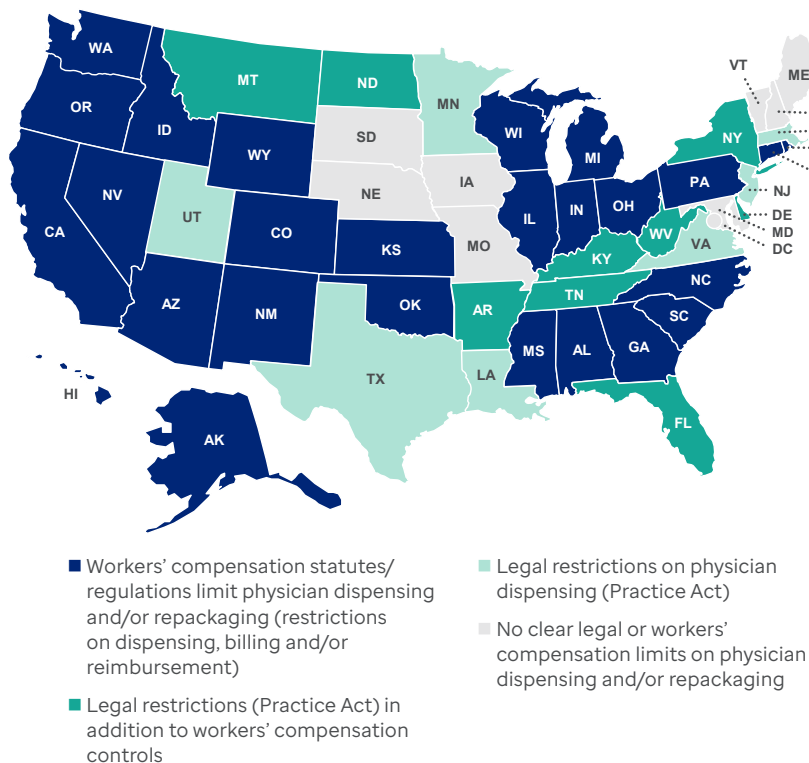 WA
OR
ID
MT
ND
MN
WI
MI
NY
VT
ME
SD
WY
NV
UT
CO
NE
IA
IL
IN
OH
PA
NJ
DE
MD
DC
CA
KS
MO
KY
WV
VA
AZ
NM
OK
AR
TN
NC
SC
MS
AL
GA
TX
LA
FL
HI
AK
Workers’ compensation statutes/
regulations limit physician dispensing
and/or repackaging (restrictions
on dispensing, billing and/or
reimbursement)
Legal restrictions (Practice Act) in
addition to workers’ compensation
controls
Legal restrictions on physician
dispensing (Practice Act)
No clear legal or workers’
compensation limits on physician
dispensing and/or repackaging